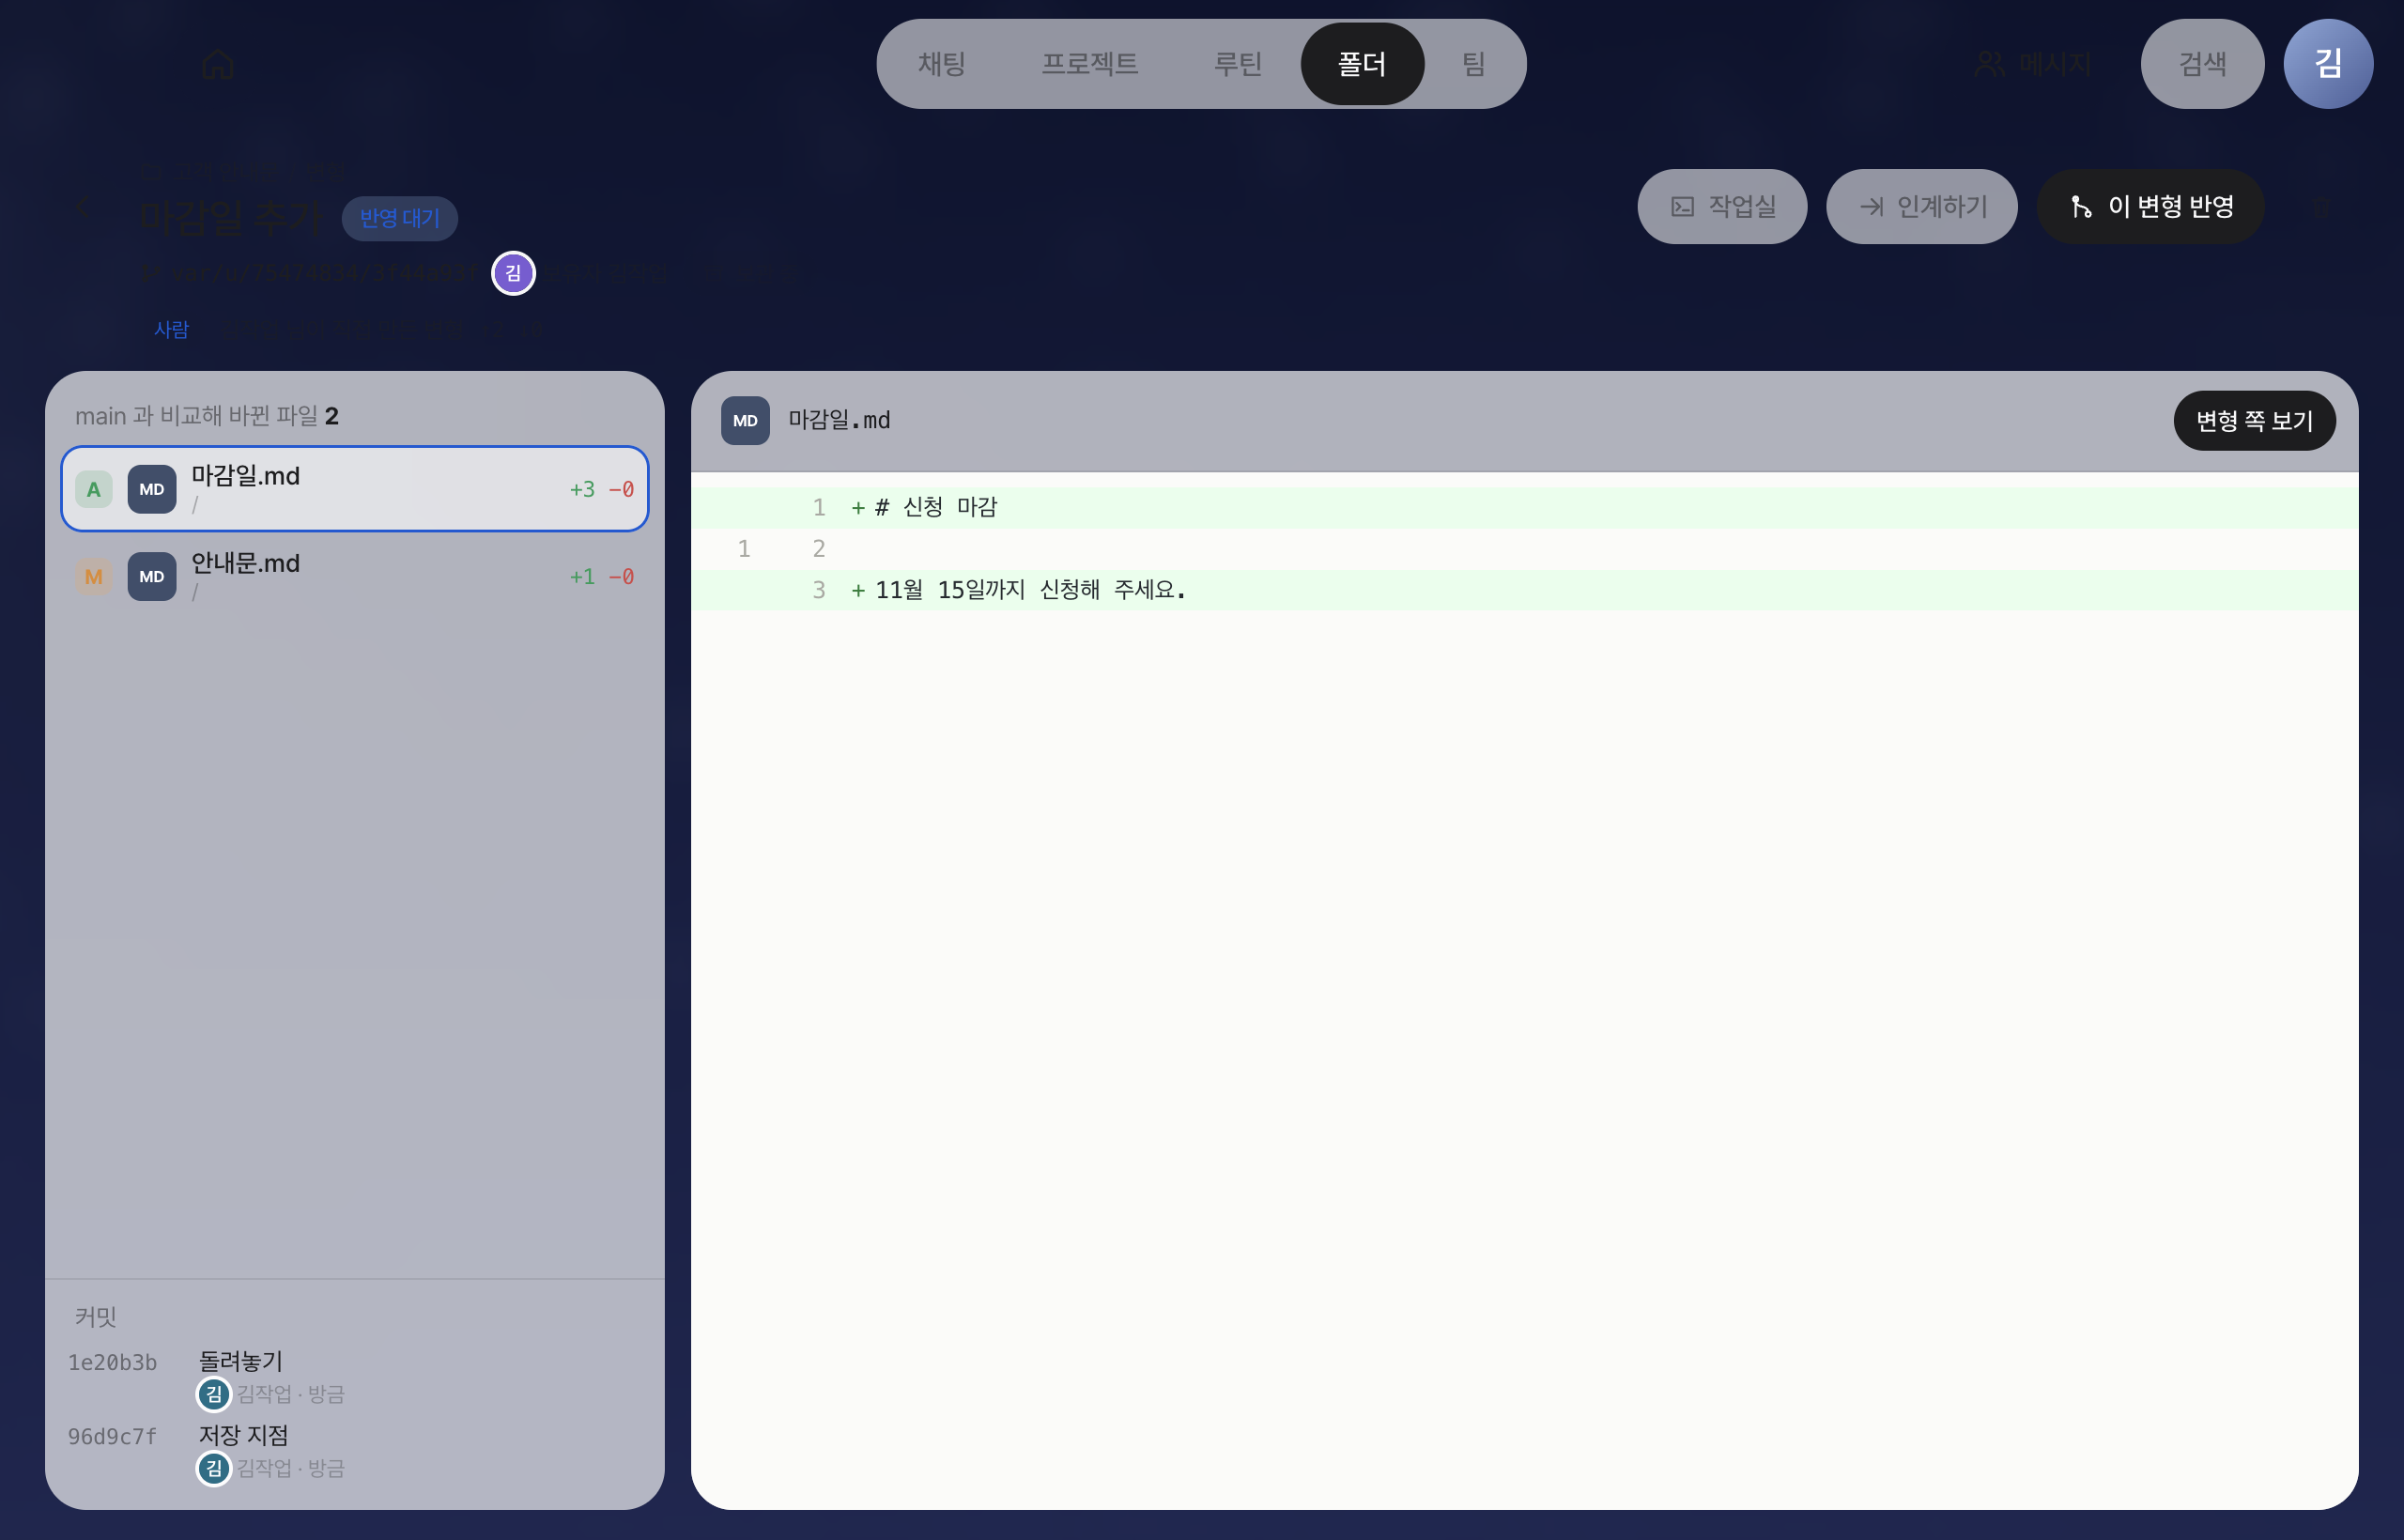 채팅 프로젝트 루틴 폴더 팀 메시지 검색 김
마감일 추가 반영 대기 작업실 인계하기 이 변형 반영
김
사람
main 과 비교해 바뀐 파일 2
A MD 마감일.md +3 −0
/
M MD 안내문.md +1 −0
/
커밋
1e20b3b 돌려놓기
김 김작업 · 방금
96d9c7f 저장 지점
김 김작업 · 방금
MD 마감일.md 변형 쪽 보기
1 + # 신청 마감
1 2
3 + 11월 15일까지 신청해 주세요.